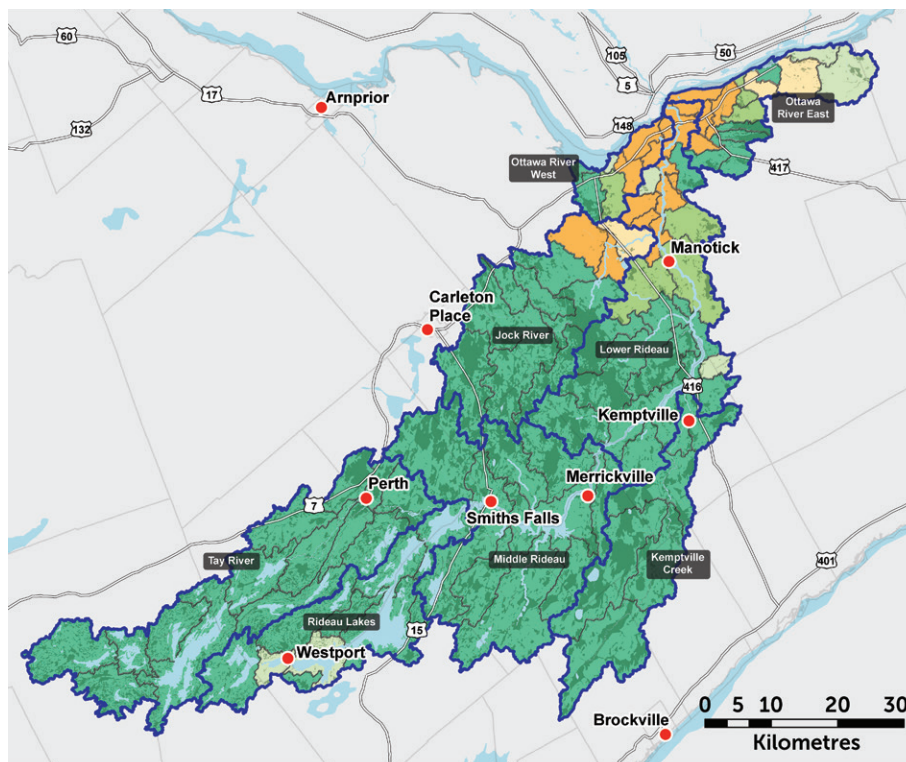 60
105
50
5
17
Arnprior
132
148
Ottawa
River East
Ottawa River
West
417
Manotick
Carleton
Place
Jock River
Lower Rideau
416
Kemptville
Perth
Merrickville
7
Smiths Falls
Tay River
Middle Rideau
Kemptville
Creek
401
Rideau Lakes
15
Westport
Brockville
0 5 10 20 30
Kilometres